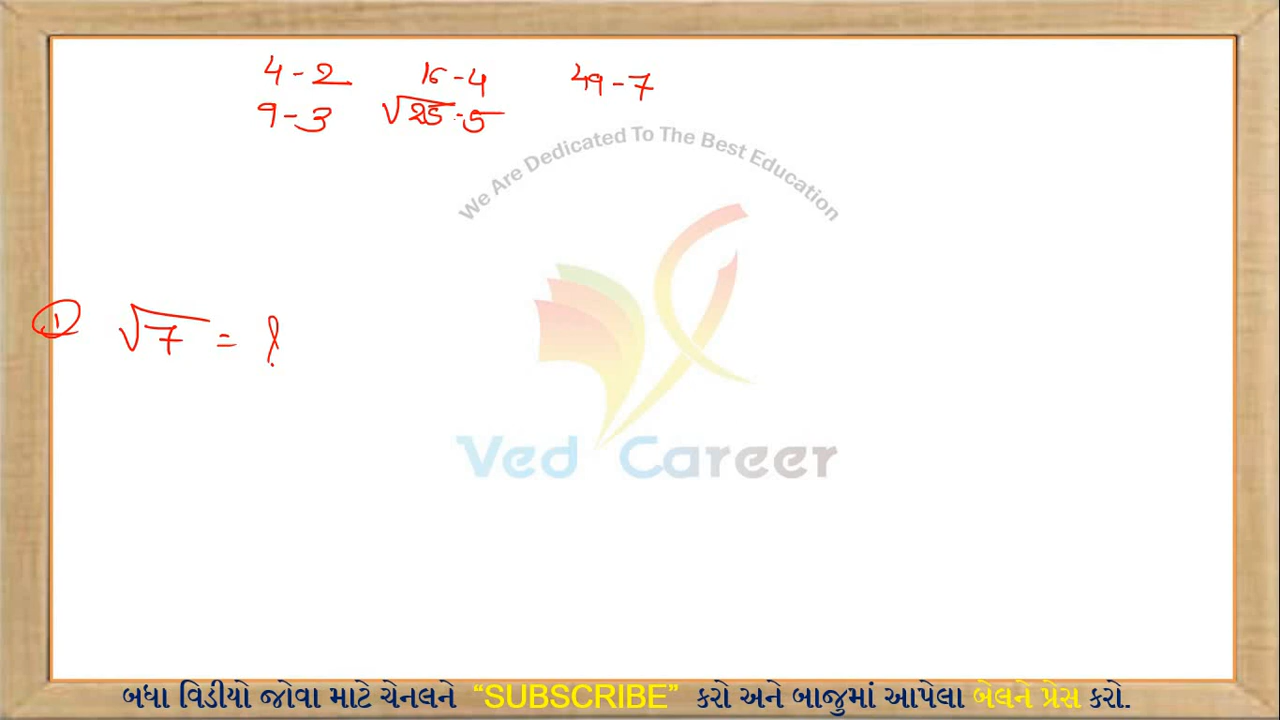 4 - 2 16 - 4 49 - 7
9 - 3 √25 - 5
We Are Dedicated To The Best Education
① √7 = ?
Ved Career
બધા વિડીયો જોવા માટે ચેનલને “SUBSCRIBE” કરો અને બાજુમાં આપેલા બેલને પ્રેસ કરો.